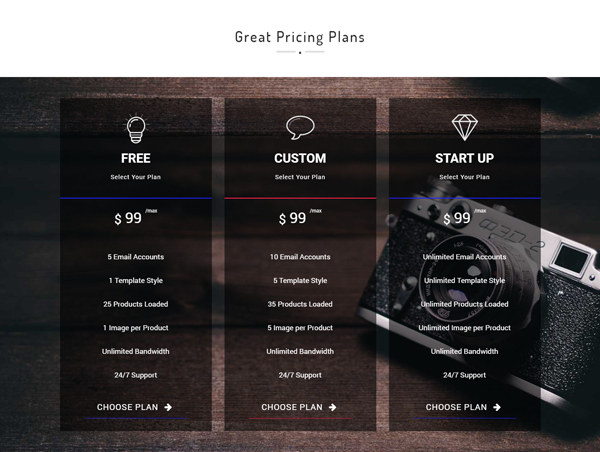 Great Pricing Plans
FREE
Select Your Plan
$ 99 /max
5 Email Accounts
1 Template Style
25 Products Loaded
1 Image per Product
Unlimited Bandwidth
24/7 Support
CHOOSE PLAN
CUSTOM
Select Your Plan
$ 99 /max
10 Email Accounts
5 Template Style
35 Products Loaded
5 Image per Product
Unlimited Bandwidth
24/7 Support
CHOOSE PLAN
START UP
Select Your Plan
$ 99 /max
Unlimited Email Accounts
Unlimited Template Style
Unlimited Products Loaded
Unlimited Image per Product
Unlimited Bandwidth
24/7 Support
CHOOSE PLAN